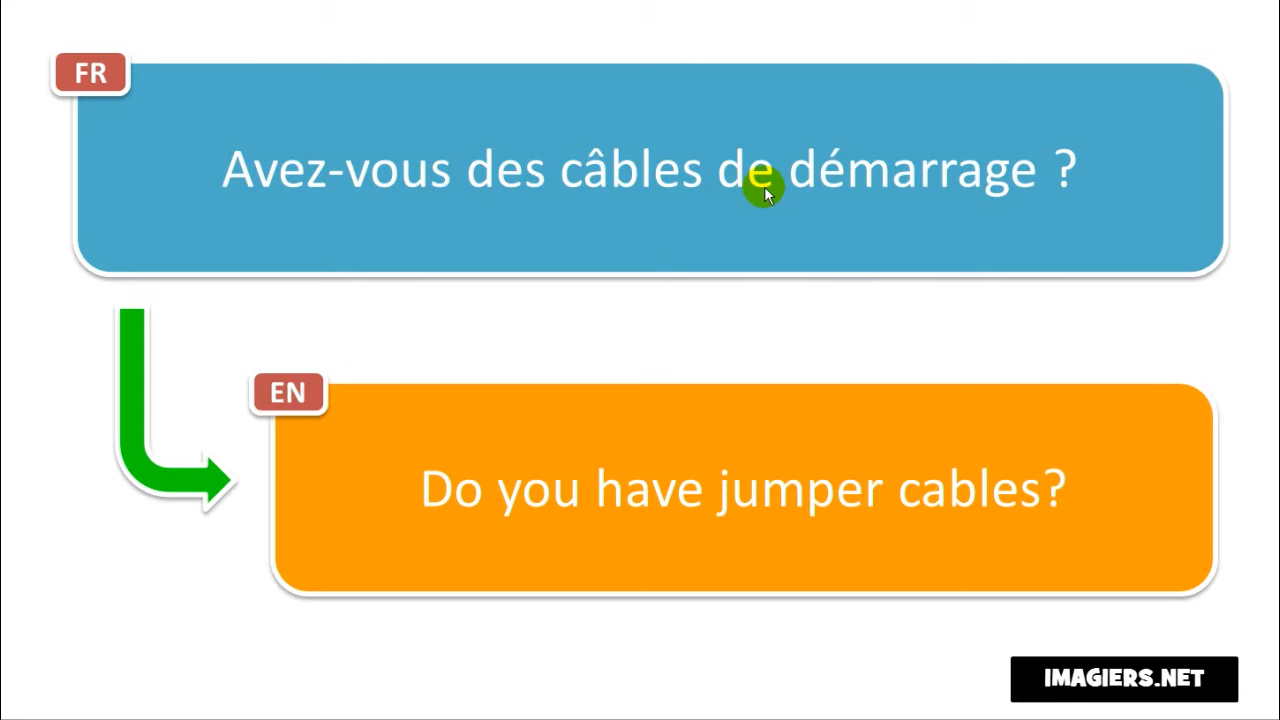 FR
Avez-vous des câbles de démarrage ?
EN
Do you have jumper cables?
IMAGIERS.NET